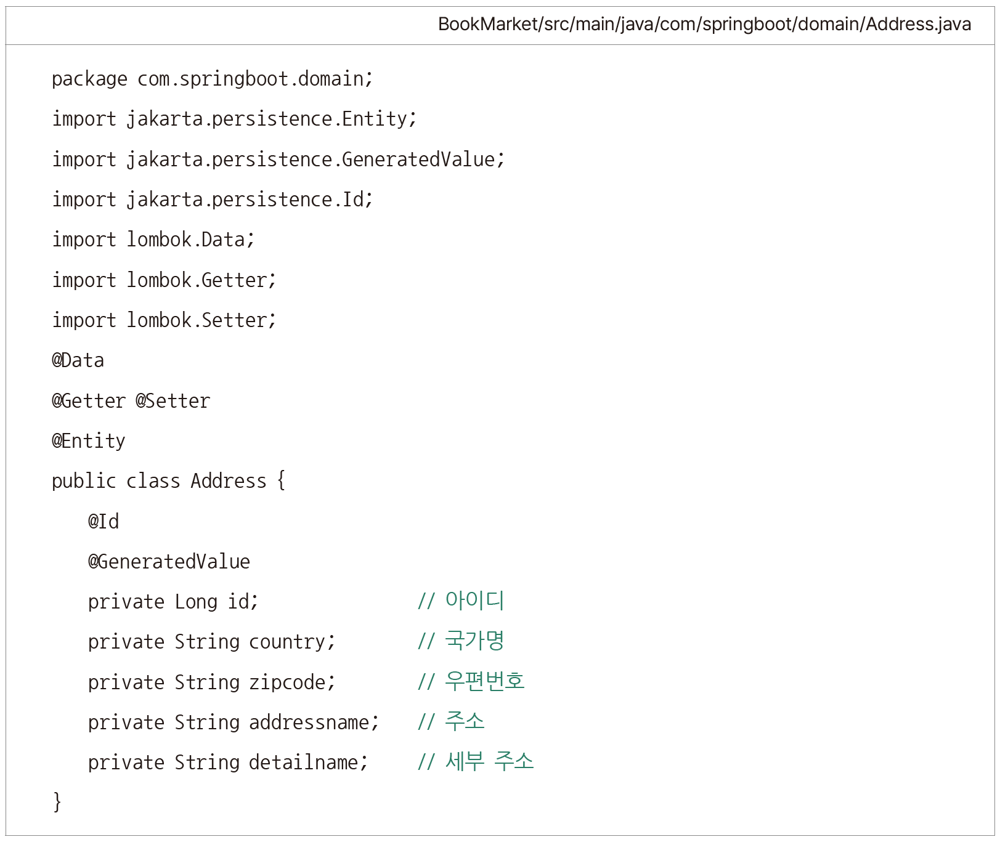 BookMarket/src/main/java/com/springboot/domain/Address.java
package com.springboot.domain;
import jakarta.persistence.Entity;
import jakarta.persistence.GeneratedValue;
import jakarta.persistence.Id;
import lombok.Data;
import lombok.Getter;
import lombok.Setter;
@Data
@Getter @Setter
@Entity
public class Address {
    @Id
    @GeneratedValue
    private Long id;               // 아이디
    private String country;        // 국가명
    private String zipcode;        // 우편번호
    private String addressname;    // 주소
    private String detailname;     // 세부 주소
}